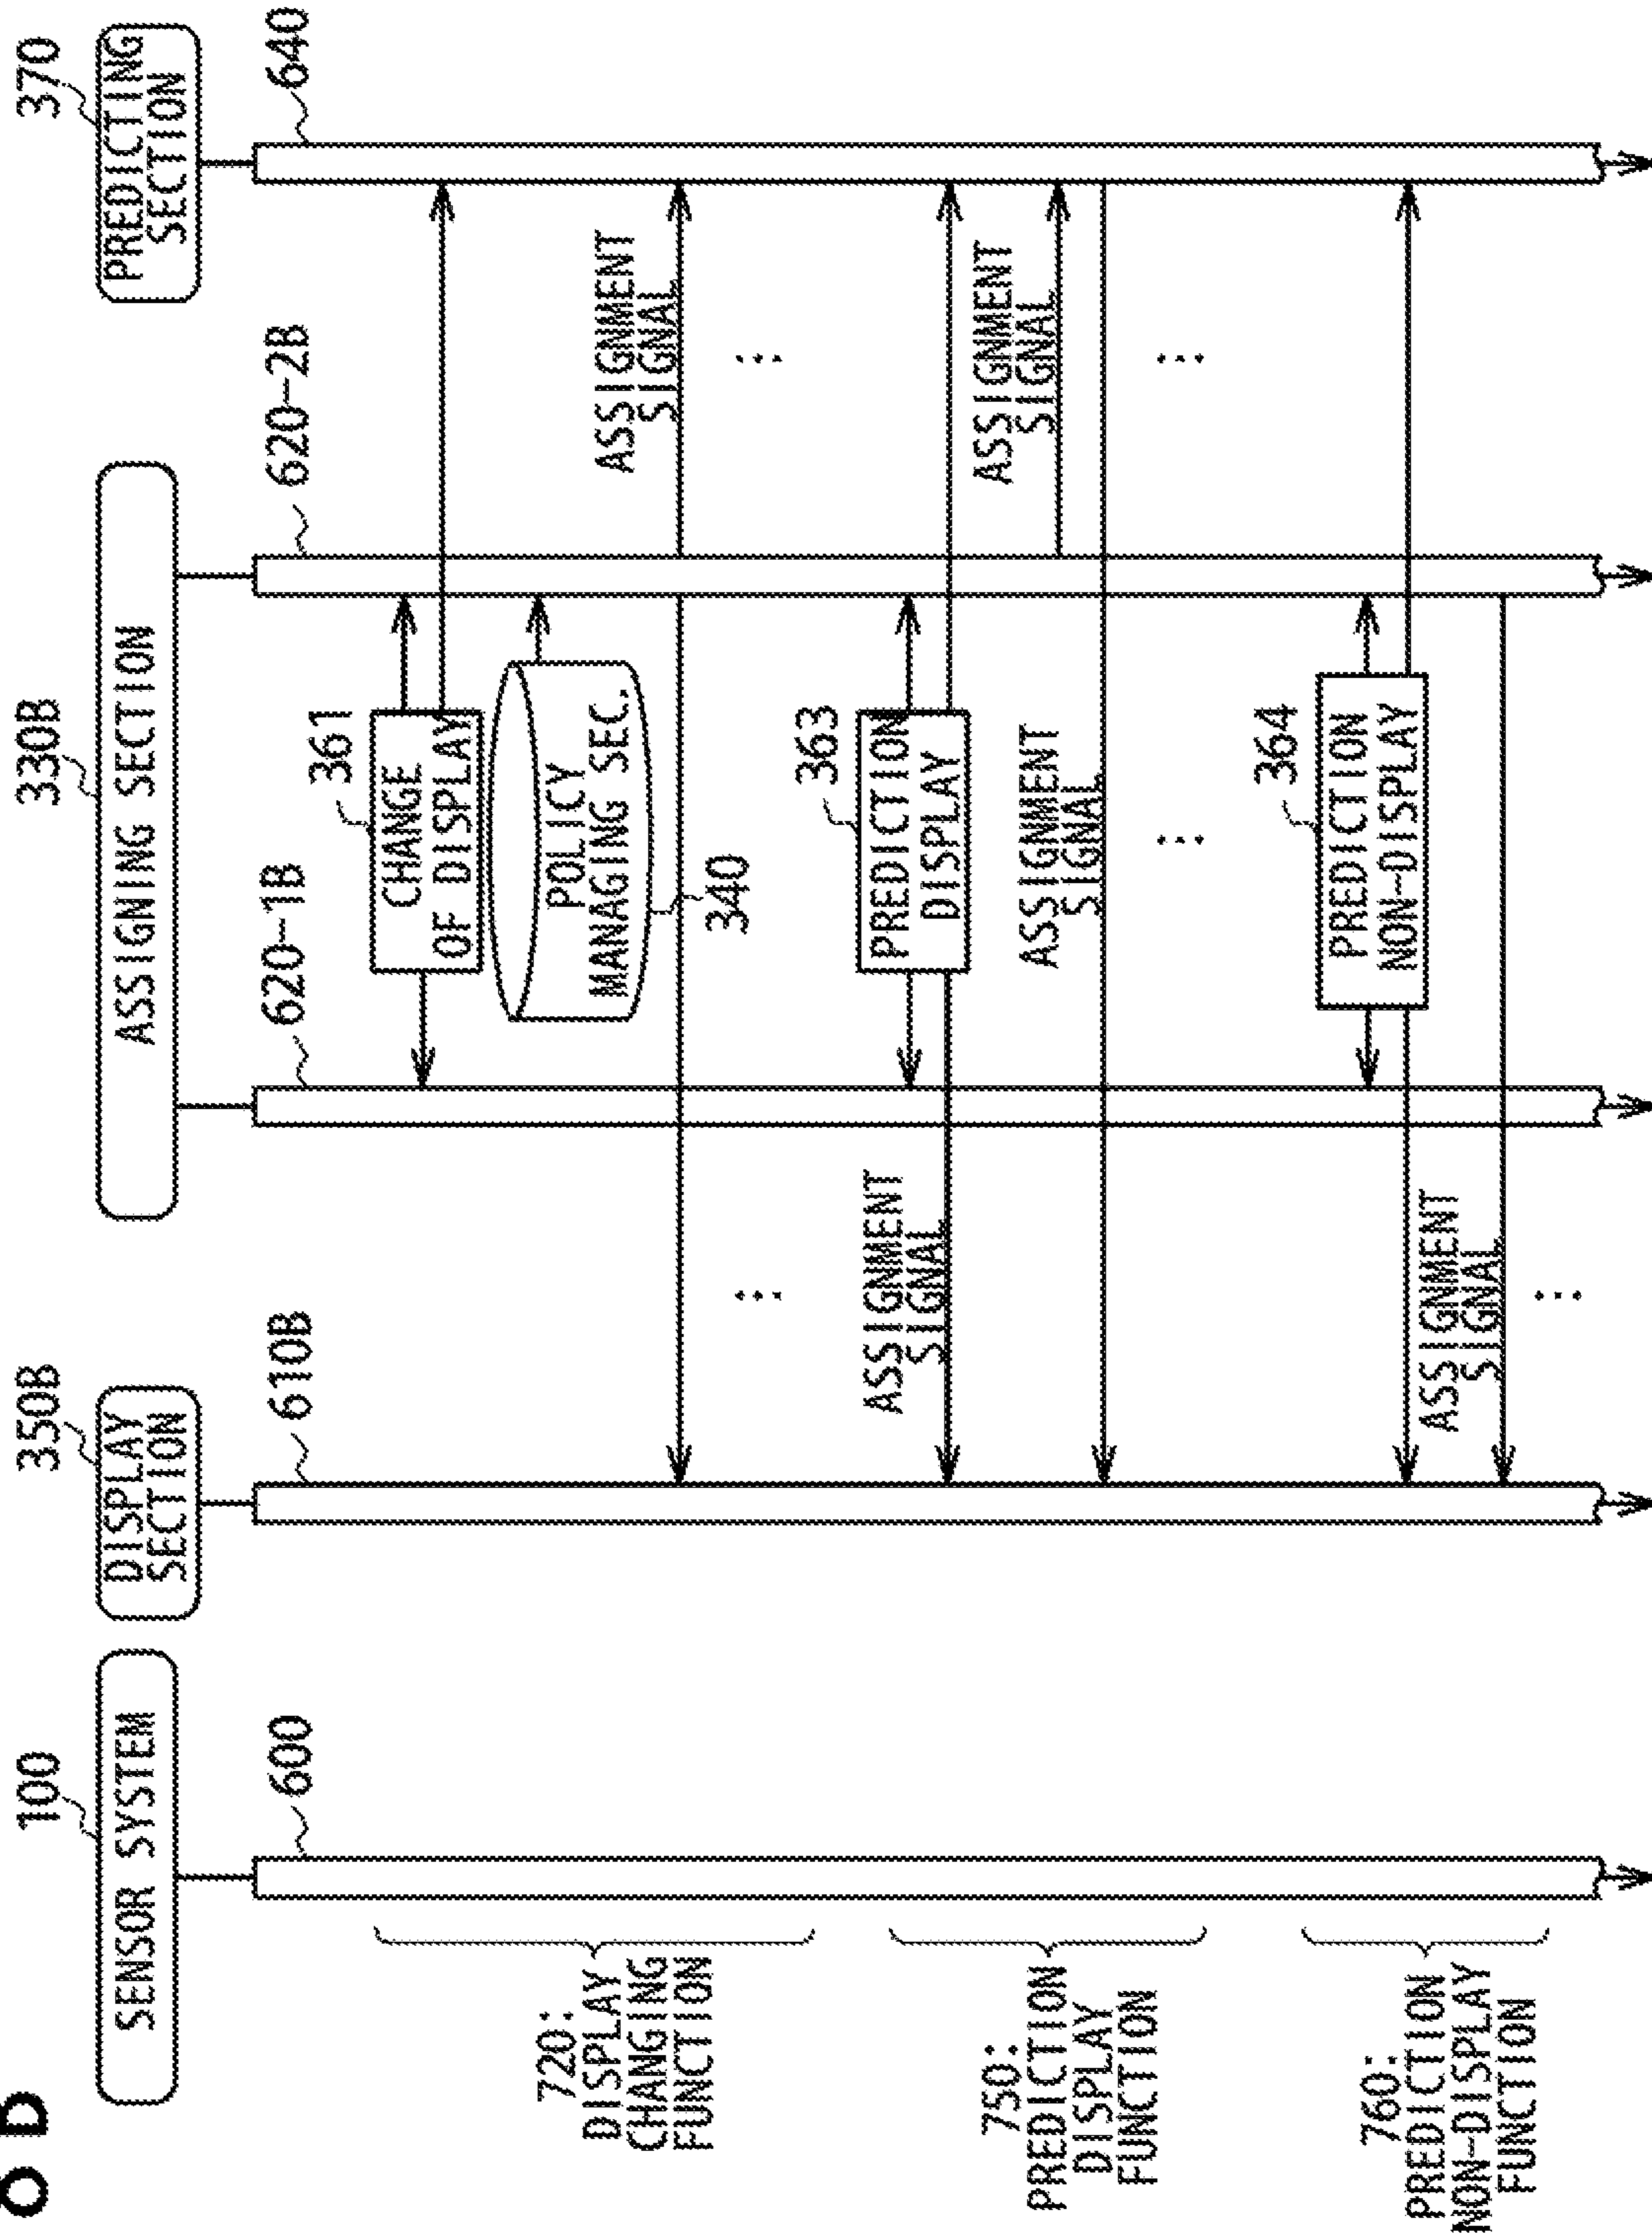 100
SENSOR SYSTEM
350B
DISPLAY
SECTION
330B
ASSIGNING SECTION
370
PREDICTING
SECTION
600
610B
620-1B
620-2B
640
720:
DISPLAY
CHANGING
FUNCTION
361
CHANGE
OF DISPLAY
POLICY
MANAGING SEC.
340
ASSIGNMENT
SIGNAL
ASSIGNMENT
SIGNAL
750:
PREDICTION
DISPLAY
FUNCTION
363
PREDICTION
DISPLAY
ASSIGNMENT
SIGNAL
ASSIGNMENT
SIGNAL
760:
PREDICTION
NON-DISPLAY
FUNCTION
364
PREDICTION
NON-DISPLAY
ASSIGNMENT
SIGNAL